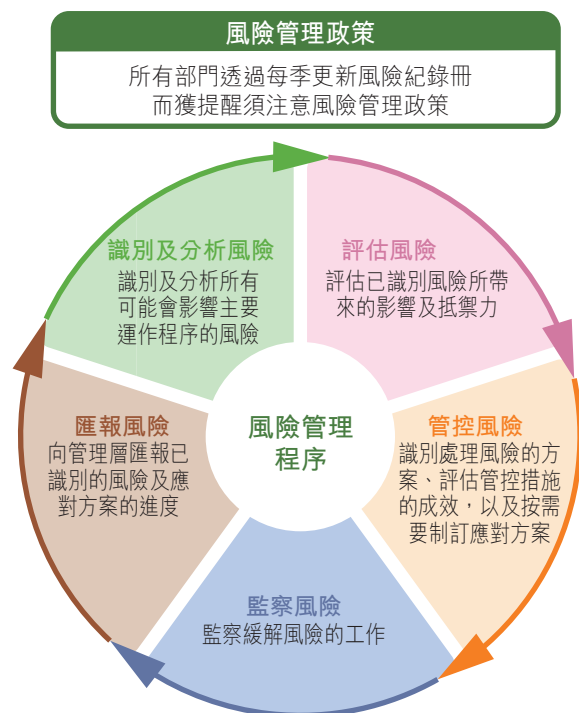 風險管理政策
所有部門透過每季更新風險紀錄冊
而獲提醒須注意風險管理政策
識別及分析風險
識別及分析所有
可能會影響主要
運作程序的風險
評估風險
評估已識別風險所帶
來的影響及抵禦力
管控風險
識別處理風險的方
案、評估管控措施
的成效，以及按需
要制訂應對方案
監察風險
監察緩解風險的工作
匯報風險
向管理層匯報已
識別的風險及應
對方案的進度
風險管理
程序